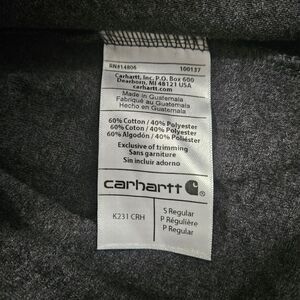 RN#14806 100137
Carhartt, Inc. P.O. Box 600
Dearborn, MI 48121 USA
carhartt.com
Made in Guatemala
Fabriqué au Guatemala
Hecho en Guatemala
60% Cotton / 40% Polyester
60% Coton / 40% Polyester
60% Algodón / 40% Poliéster
Exclusive of trimming
Sans garniture
Sin incluir adorno
carhartt
K231 CRH
S Regular
P Régulière
P Regular